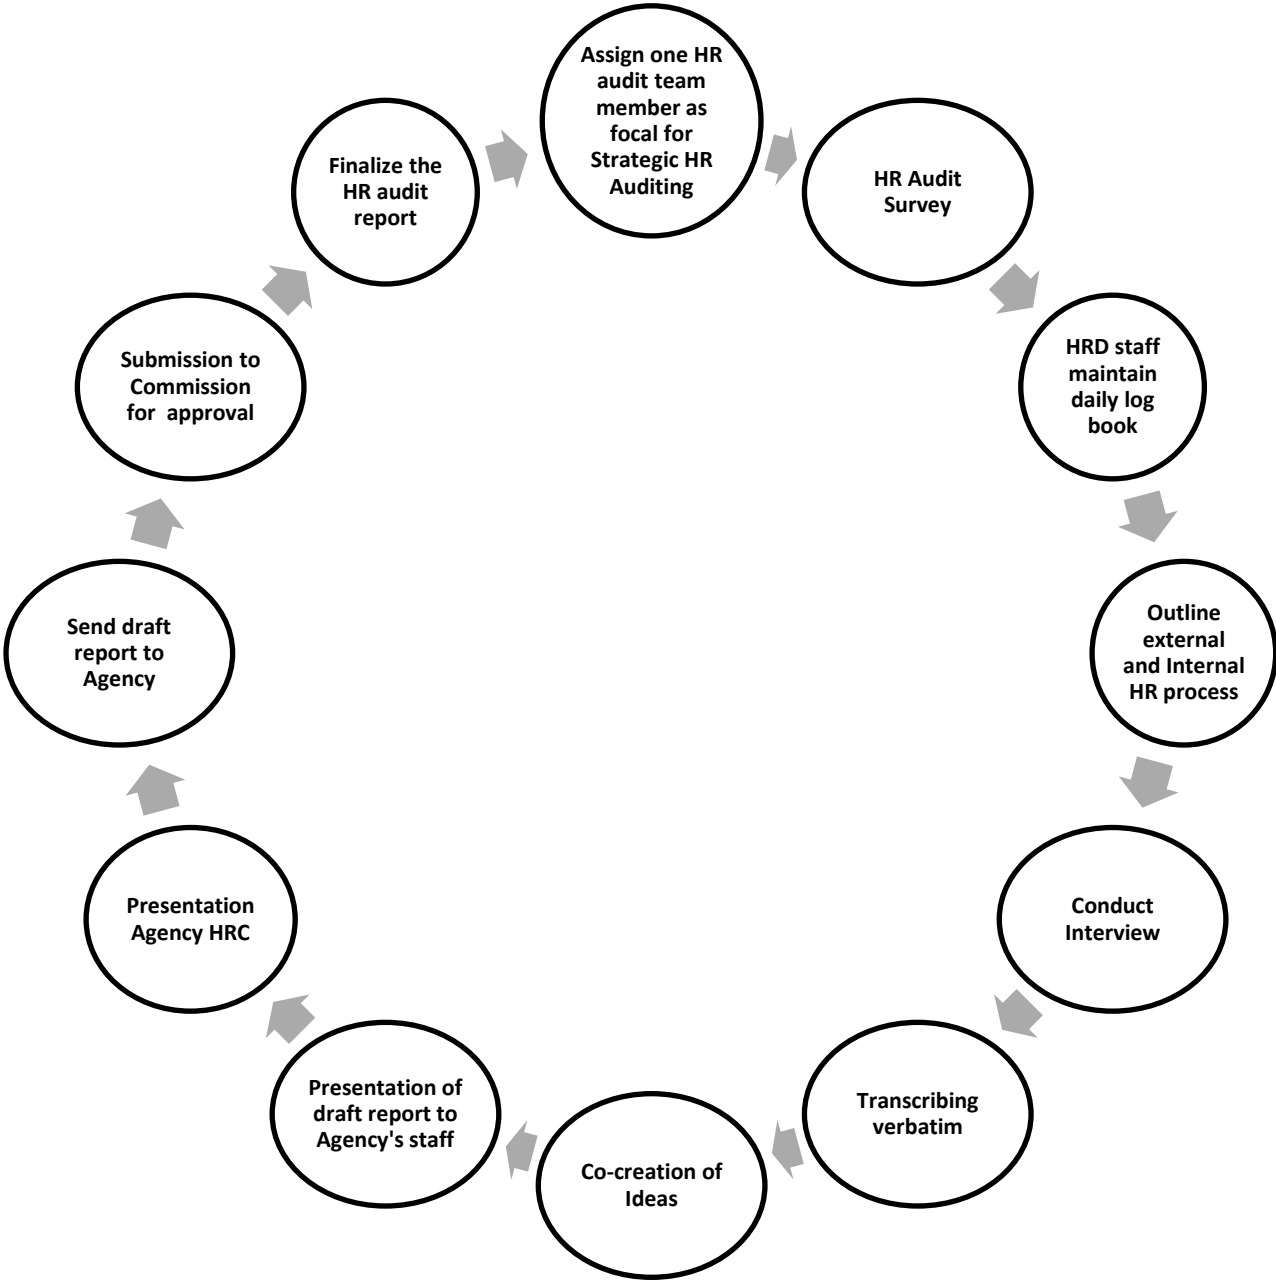 Assign one HR
audit team
member as
focal for
Strategic HR
Auditing
HR Audit
Survey
HRD staff
maintain
daily log
book
Outline
external
and Internal
HR process
Conduct
Interview
Transcribing
verbatim
Co-creation of
Ideas
Presentation of
draft report to
Agency's staff
Presentation
Agency HRC
Send draft
report to
Agency
Submission to
Commission
for  approval
Finalize the
HR audit
report